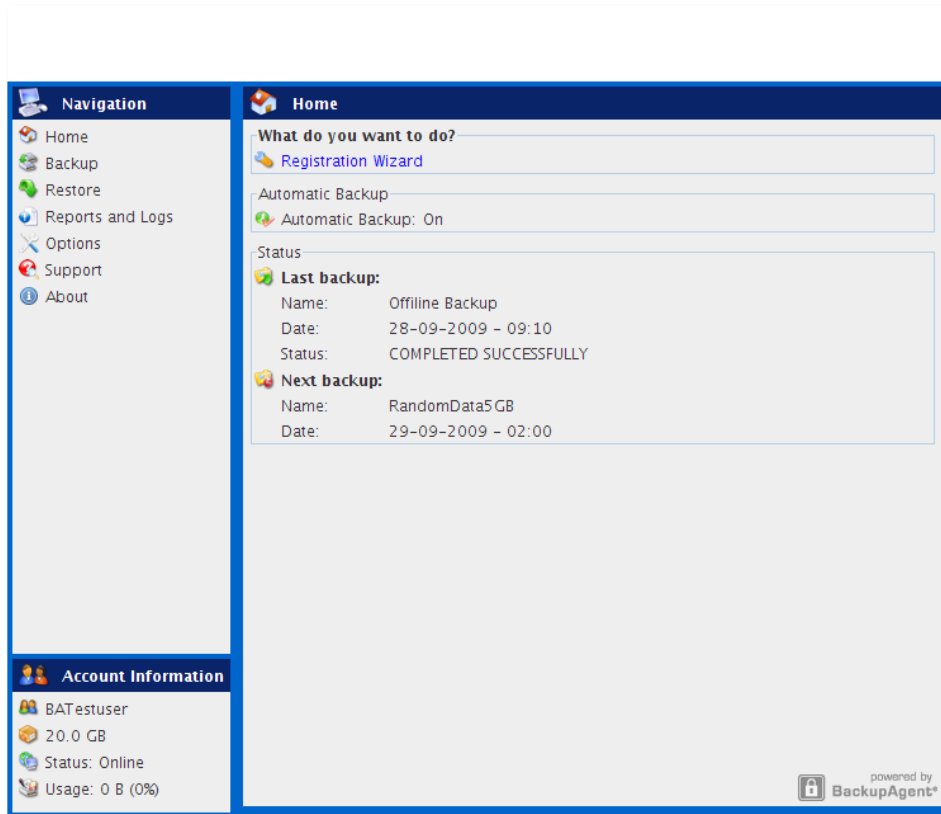 Navigation
Home
Backup
Restore
Reports and Logs
Options
Support
About
Account Information
BATestuser
20.0 GB
Status: Online
Usage: 0 B (0%)
Home
What do you want to do?
Registration Wizard
Automatic Backup
Automatic Backup: On
Status
Last backup:
Name: Offiline Backup
Date: 28-09-2009 - 09:10
Status: COMPLETED SUCCESSFULLY
Next backup:
Name: RandomData5GB
Date: 29-09-2009 - 02:00
powered by
BackupAgent